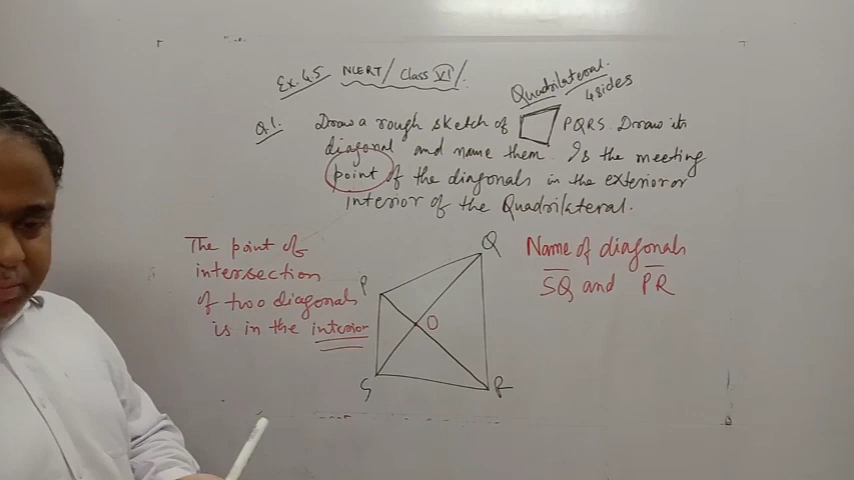 Ex. 4.5 NCERT / Class VI /
Quadrilateral.
4 sides
Q1. Draw a rough sketch of PQRS. Draw its
diagonal and name them. Is the meeting
point of the diagonals in the exterior or
interior of the Quadrilateral.
The point of
intersection
of two diagonals
is in the interior
Name of diagonals
SQ and PR
Q
P
O
S
R